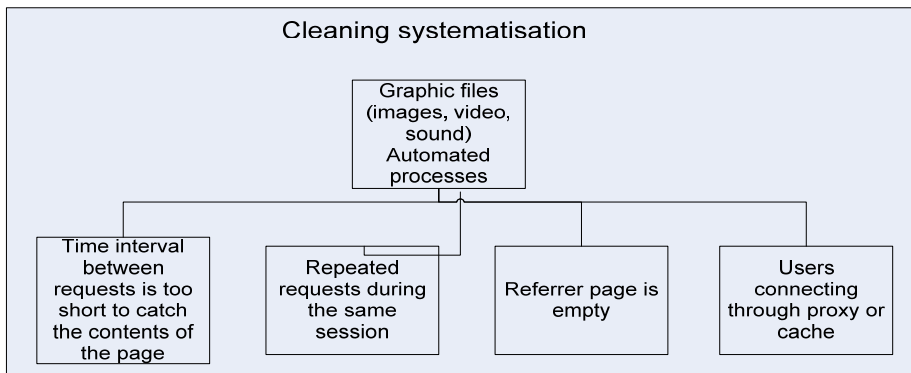 Cleaning systematisation
Graphic files
(images, video,
sound)
Automated
processes
Time interval
between
requests is too
short to catch
the contents of
the page
Repeated
requests during
the same
session
Referrer page is
empty
Users
connecting
through proxy or
cache